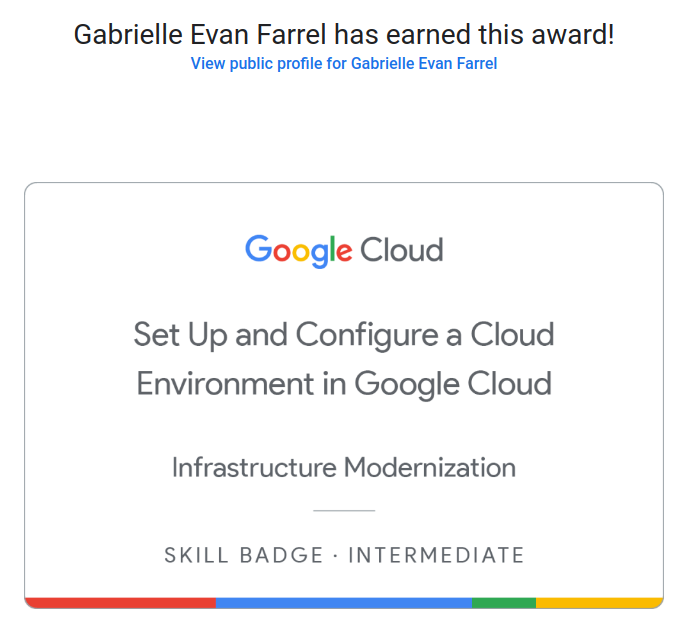 Gabrielle Evan Farrel has earned this award!
View public profile for Gabrielle Evan Farrel
Google Cloud
Set Up and Configure a Cloud
Environment in Google Cloud
Infrastructure Modernization
SKILL BADGE · INTERMEDIATE